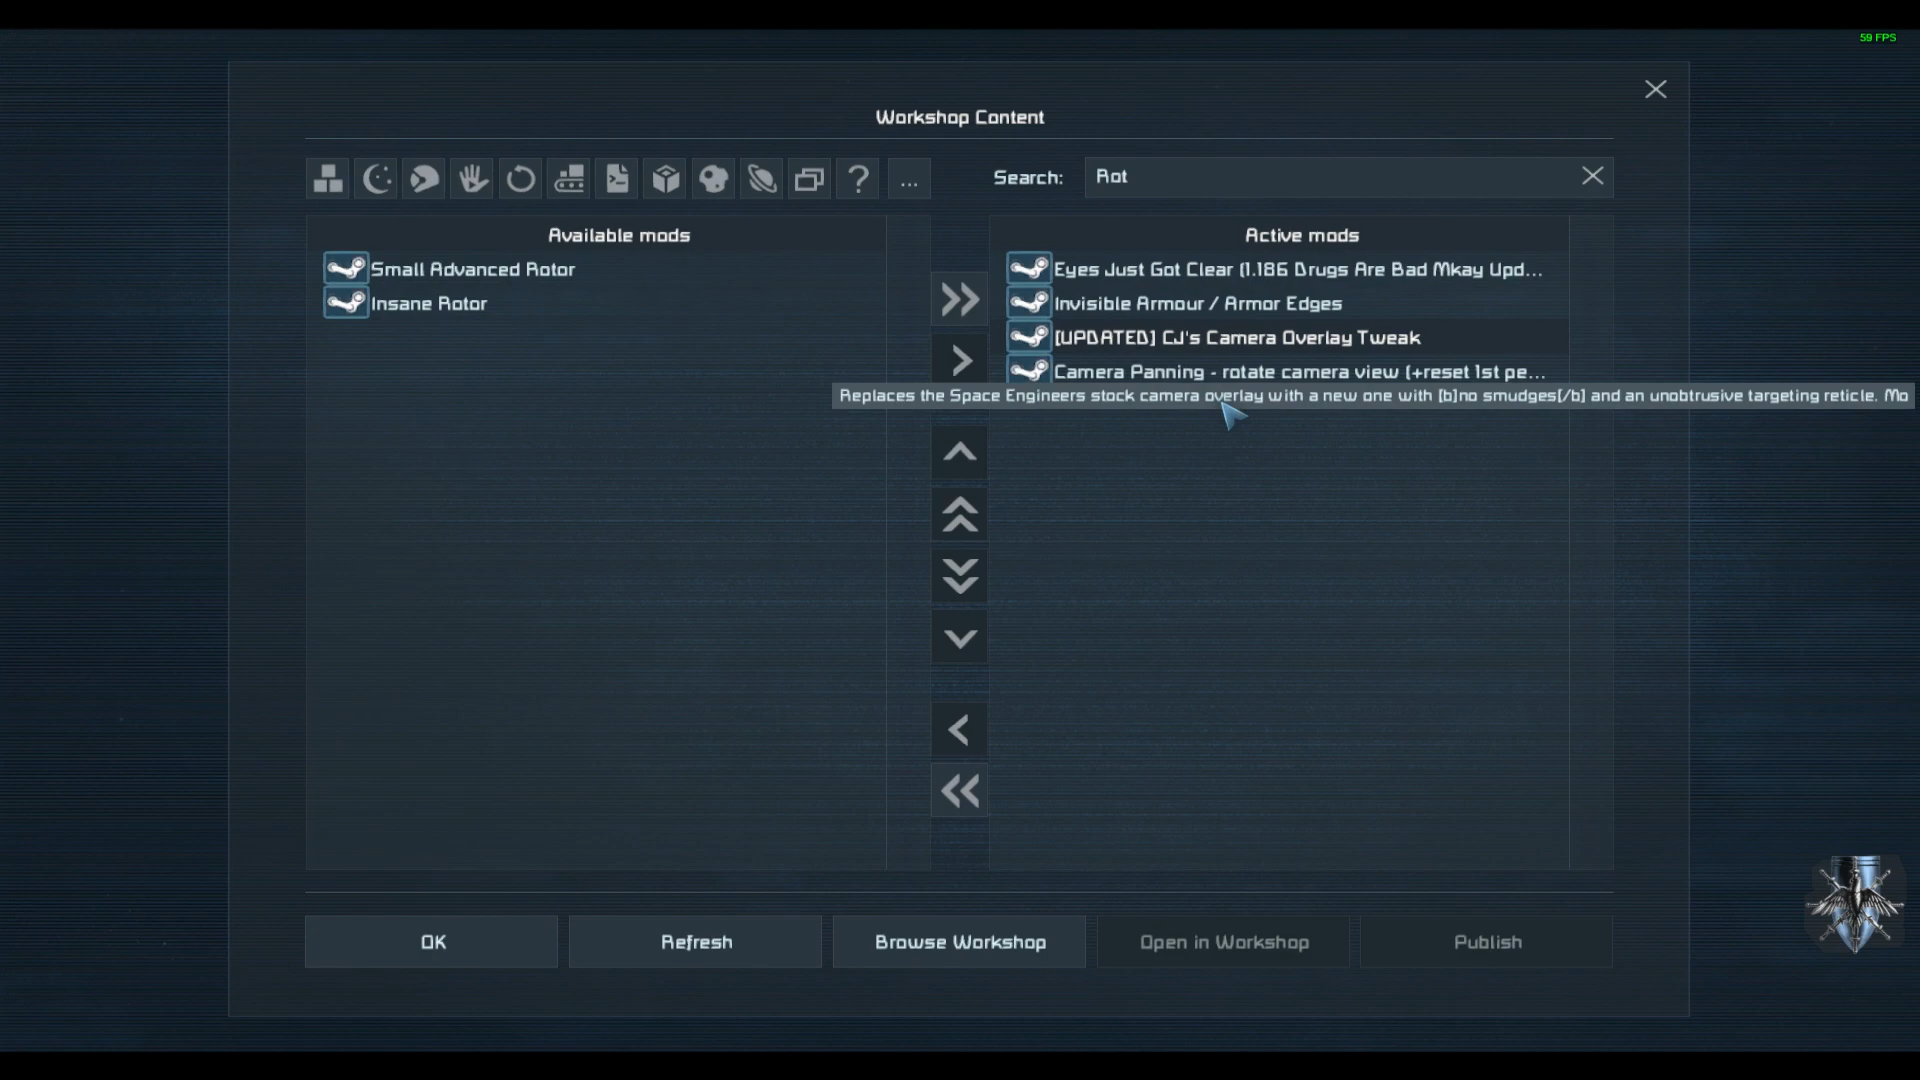 59 FPS
Workshop Content
...
Search:
Rot
Available mods
Small Advanced Rotor
Insane Rotor
Active mods
Eyes Just Got Clear (1.186 Drugs Are Bad Mkay Upd...
Invisible Armour / Armor Edges
[UPDATED] CJ's Camera Overlay Tweak
Camera Panning - rotate camera view (+reset 1st pe...
Replaces the Space Engineers stock camera overlay with a new one with [b]no smudges[/b] and an unobtrusive targeting reticle. Mo
OK
Refresh
Browse Workshop
Open in Workshop
Publish